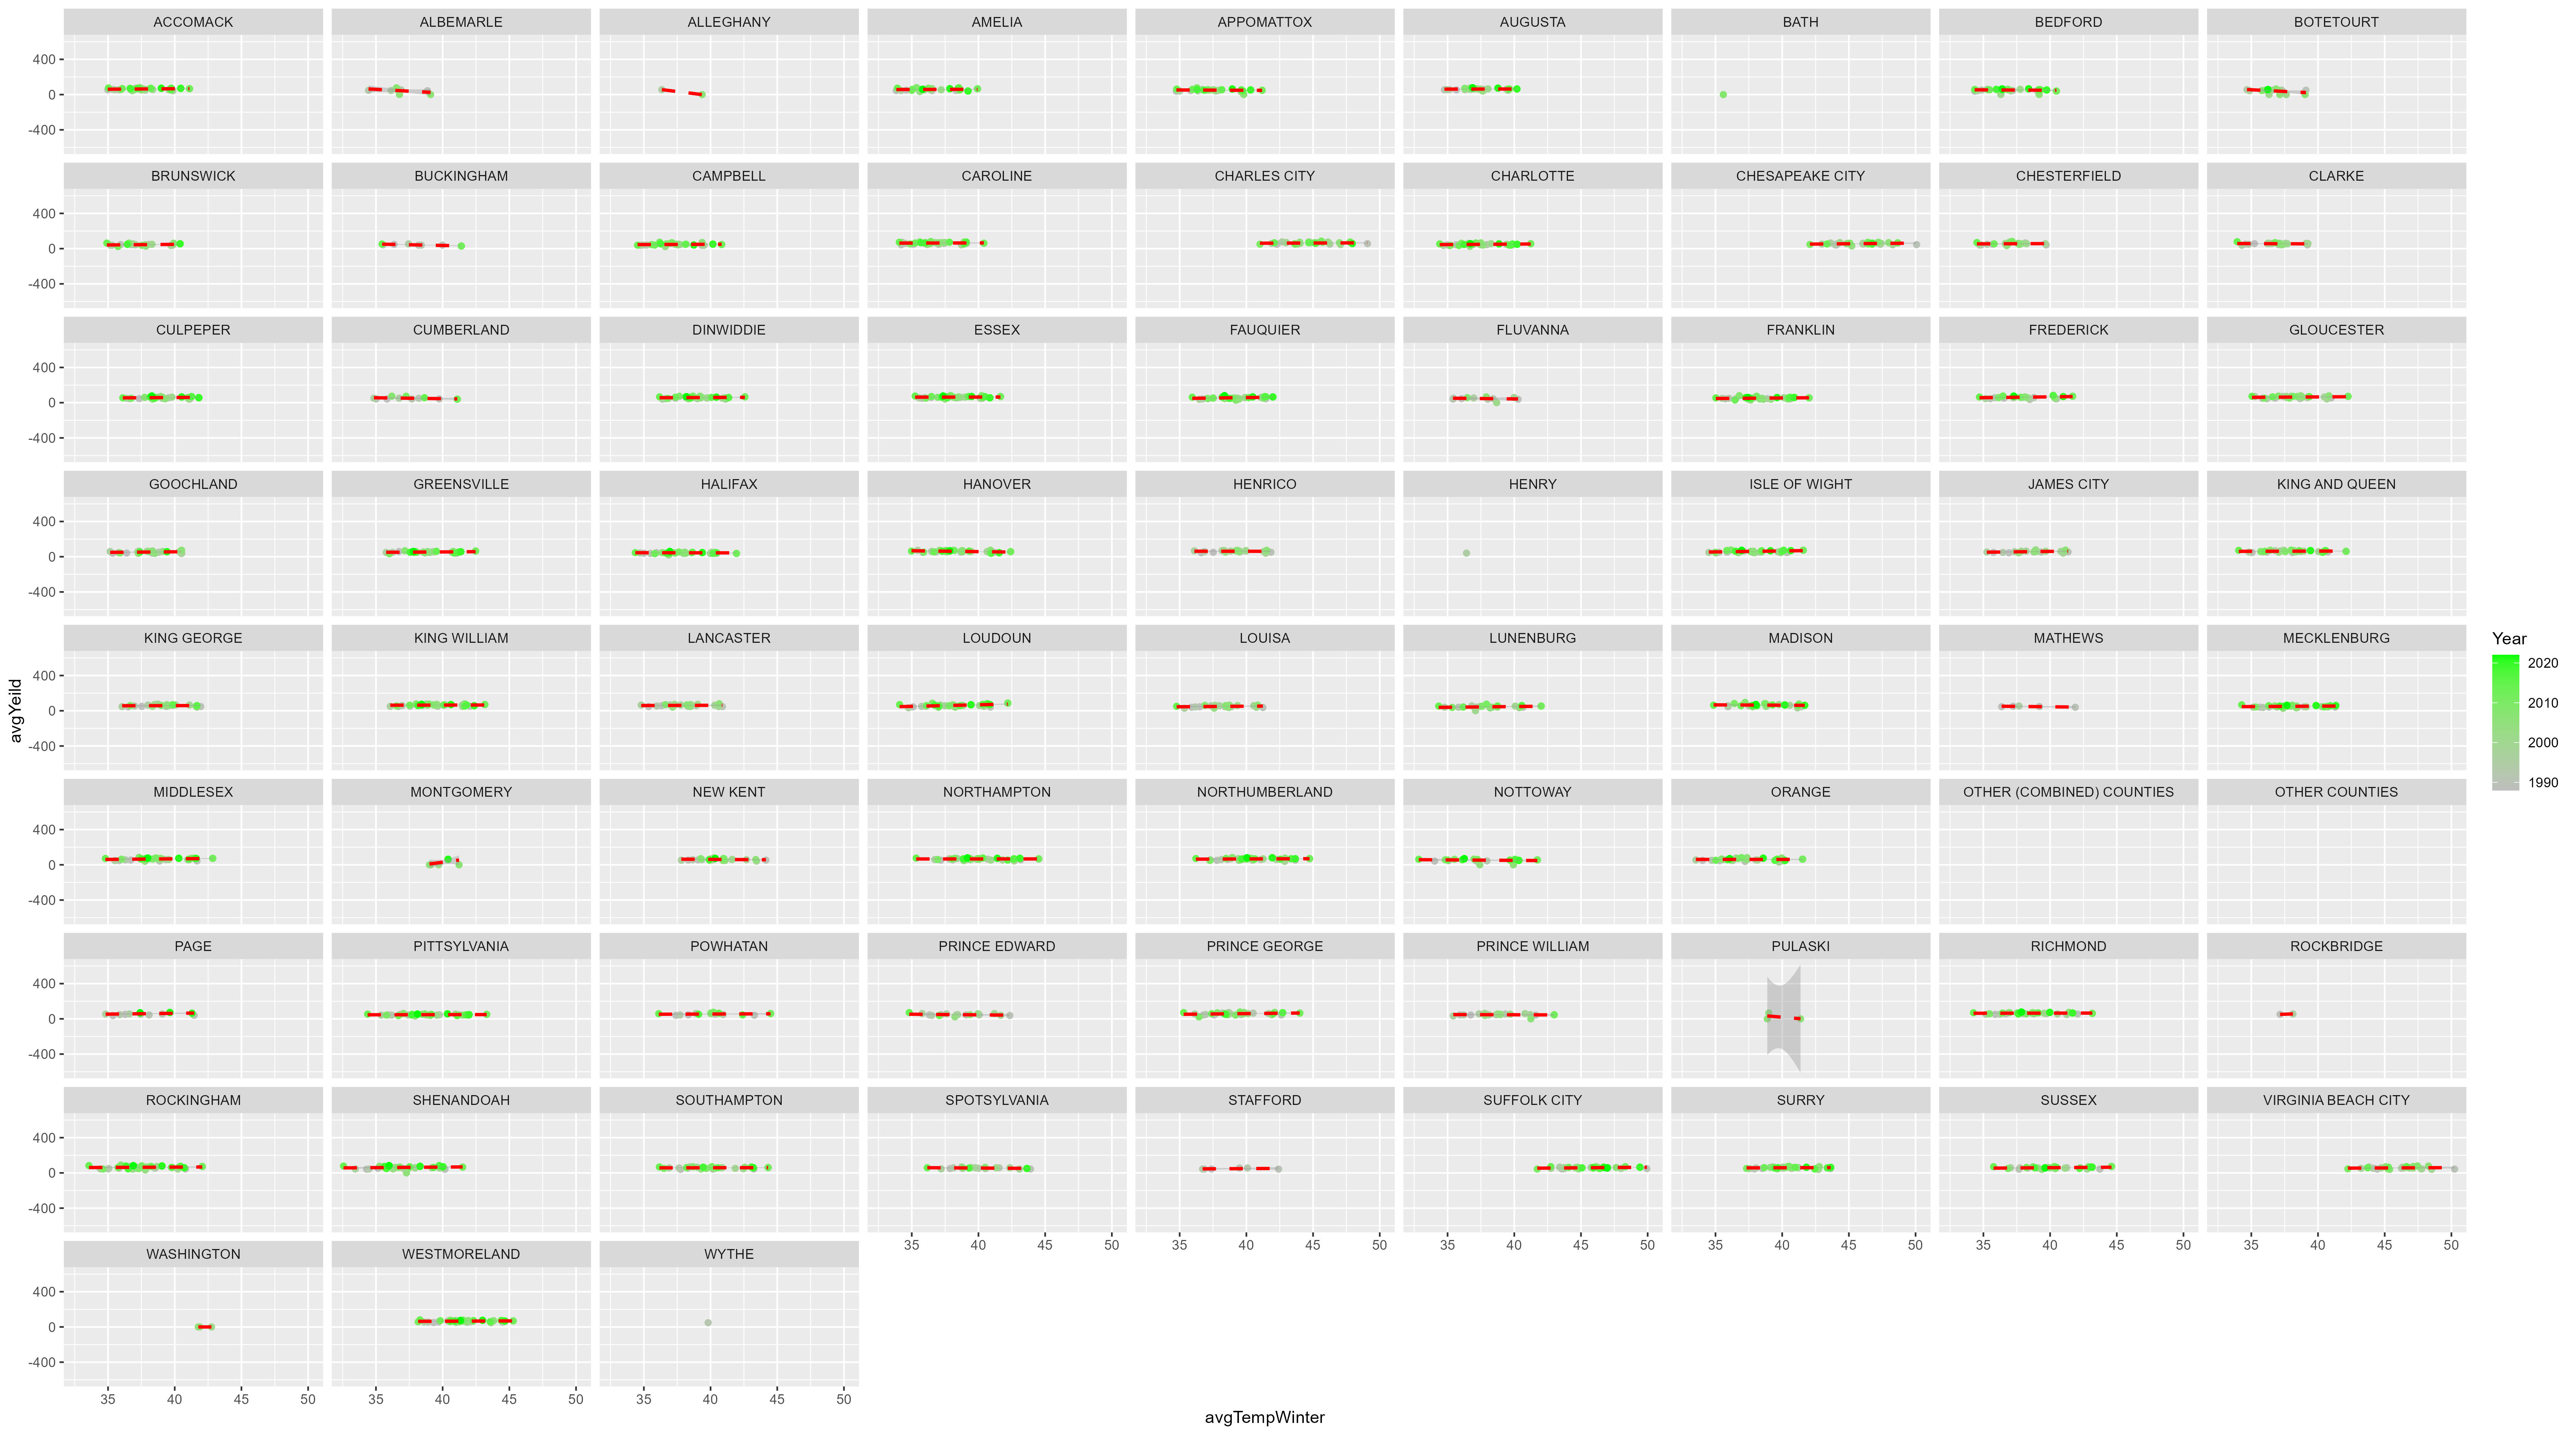 ACCOMACK ALBEMARLE ALLEGHANY AMELIA APPOMATTOX AUGUSTA BATH BEDFORD BOTETOURT
400
0
-400
BRUNSWICK BUCKINGHAM CAMPBELL CAROLINE CHARLES CITY CHARLOTTE CHESAPEAKE CITY CHESTERFIELD CLARKE
400
0
-400
CULPEPER CUMBERLAND DINWIDDIE ESSEX FAUQUIER FLUVANNA FRANKLIN FREDERICK GLOUCESTER
400
0
-400
GOOCHLAND GREENSVILLE HALIFAX HANOVER HENRICO HENRY ISLE OF WIGHT JAMES CITY KING AND QUEEN
400
0
-400
KING GEORGE KING WILLIAM LANCASTER LOUDOUN LOUISA LUNENBURG MADISON MATHEWS MECKLENBURG
400
0
-400
avgYeild
Year
2020
2010
2000
1990
MIDDLESEX MONTGOMERY NEW KENT NORTHAMPTON NORTHUMBERLAND NOTTOWAY ORANGE OTHER (COMBINED) COUNTIES OTHER COUNTIES
400
0
-400
PAGE PITTSYLVANIA POWHATAN PRINCE EDWARD PRINCE GEORGE PRINCE WILLIAM PULASKI RICHMOND ROCKBRIDGE
400
0
-400
ROCKINGHAM SHENANDOAH SOUTHAMPTON SPOTSYLVANIA STAFFORD SUFFOLK CITY SURRY SUSSEX VIRGINIA BEACH CITY
400
0
-400
35 40 45 50 35 40 45 50 35 40 45 50 35 40 45 50 35 40 45 50 35 40 45 50
WASHINGTON WESTMORELAND WYTHE
400
0
-400
35 40 45 50 35 40 45 50 35 40 45 50
avgTempWinter